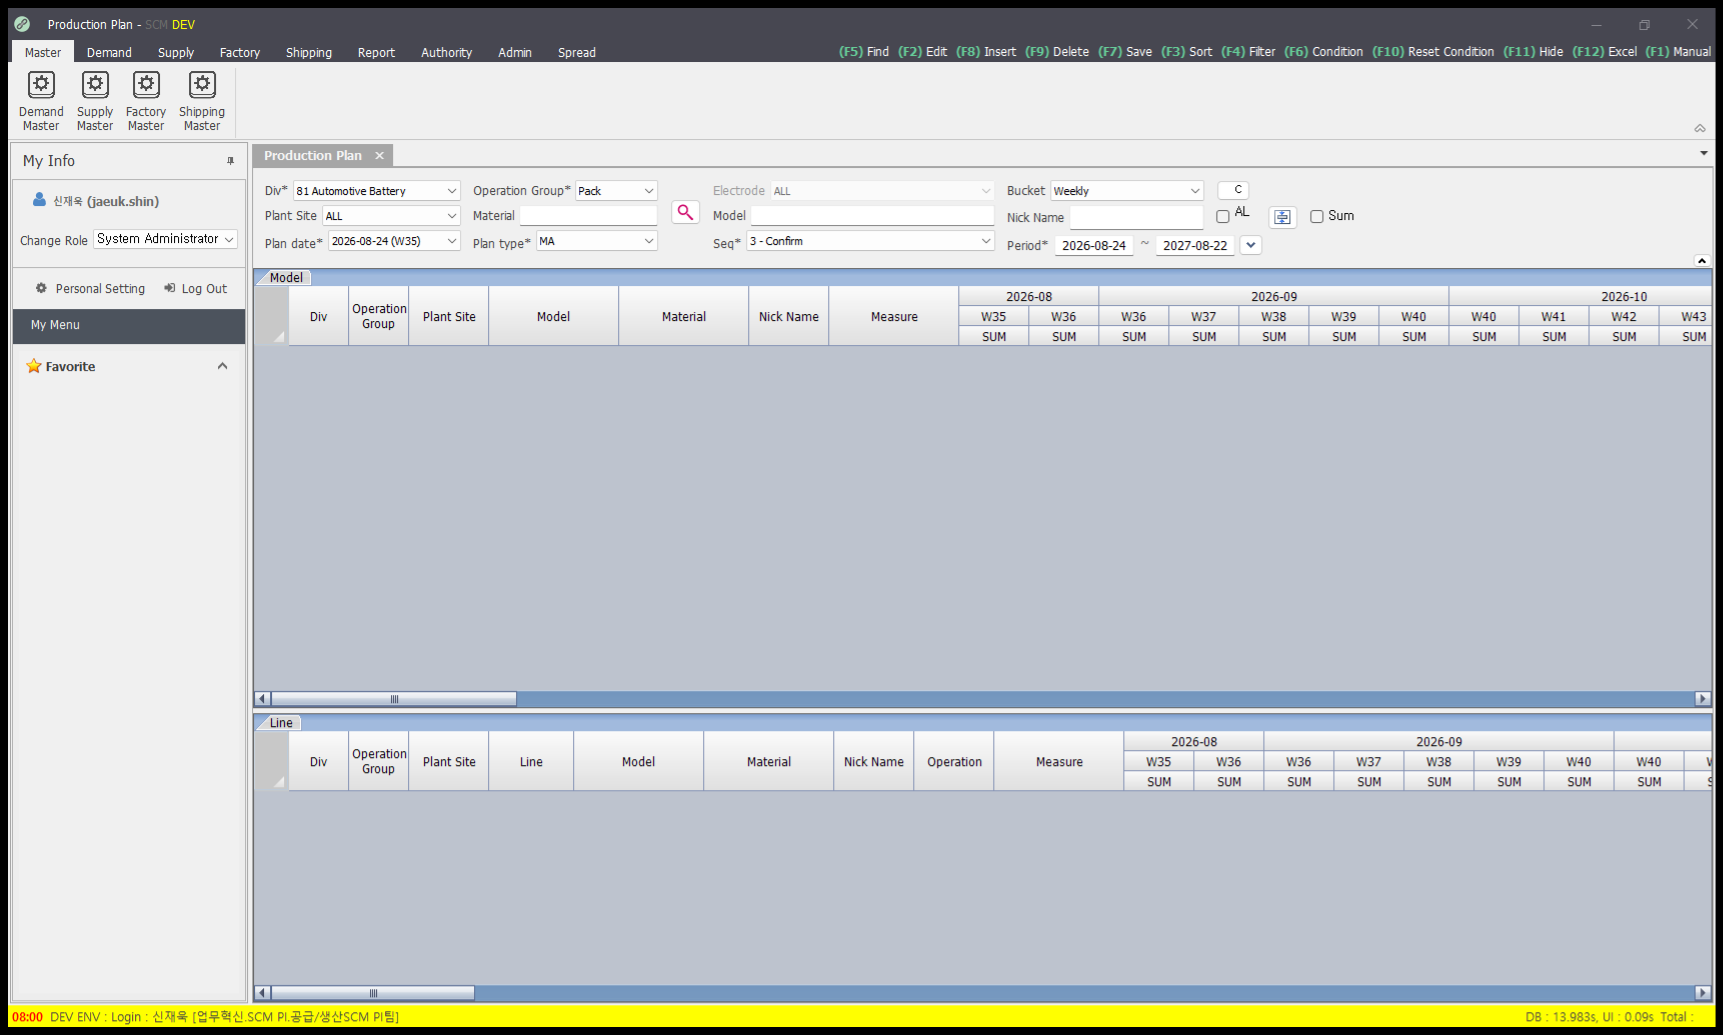 Production Plan - SCM DEV
Master Demand Supply Factory Shipping Report Authority Admin Spread
(F5) Find (F2) Edit (F8) Insert (F9) Delete (F7) Save (F3) Sort (F4) Filter (F6) Condition (F10) Reset Condition (F11) Hide (F12) Excel (F1) Manual
Demand Master
Supply Master
Factory Master
Shipping Master
My Info
신재욱 (jaeuk.shin)
Change Role System Administrator
Personal Setting Log Out
My Menu
Favorite
Production Plan
Div* 81 Automotive Battery Operation Group* Pack Electrode ALL Bucket Weekly C
Plant Site ALL Material Model Nick Name AL Sum
Plan date* 2026-08-24 (W35) Plan type* MA Seq* 3 - Confirm Period* 2026-08-24 ~ 2027-08-22
Model
Div Operation Group Plant Site Model Material Nick Name Measure
2026-08 2026-09 2026-10
W35 W36 W36 W37 W38 W39 W40 W40 W41 W42 W43
SUM SUM SUM SUM SUM SUM SUM SUM SUM SUM SUM
Line
Div Operation Group Plant Site Line Model Material Nick Name Operation Measure
2026-08 2026-09
W35 W36 W36 W37 W38 W39 W40 W40
SUM SUM SUM SUM SUM SUM SUM SUM
08:00 DEV ENV : Login : 신재욱 [업무혁신.SCM PI.공급/생산SCM PI팀]
DB : 13.983s, UI : 0.09s Total :